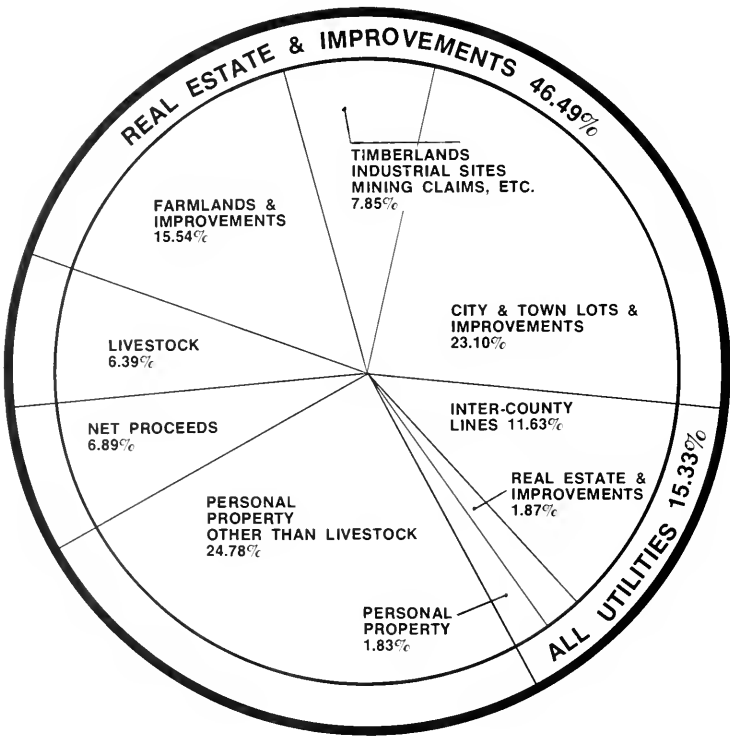 REAL ESTATE & IMPROVEMENTS 46.49%
TIMBERLANDS
INDUSTRIAL SITES
MINING CLAIMS, ETC.
7.85%
FARMLANDS &
IMPROVEMENTS
15.54%
CITY & TOWN LOTS &
IMPROVEMENTS
23.10%
LIVESTOCK
6.39%
INTER-COUNTY
LINES 11.63%
NET PROCEEDS
6.89%
REAL ESTATE &
IMPROVEMENTS
1.87%
PERSONAL
PROPERTY
OTHER THAN LIVESTOCK
24.78%
PERSONAL
PROPERTY
1.83%
ALL UTILITIES 15.33%